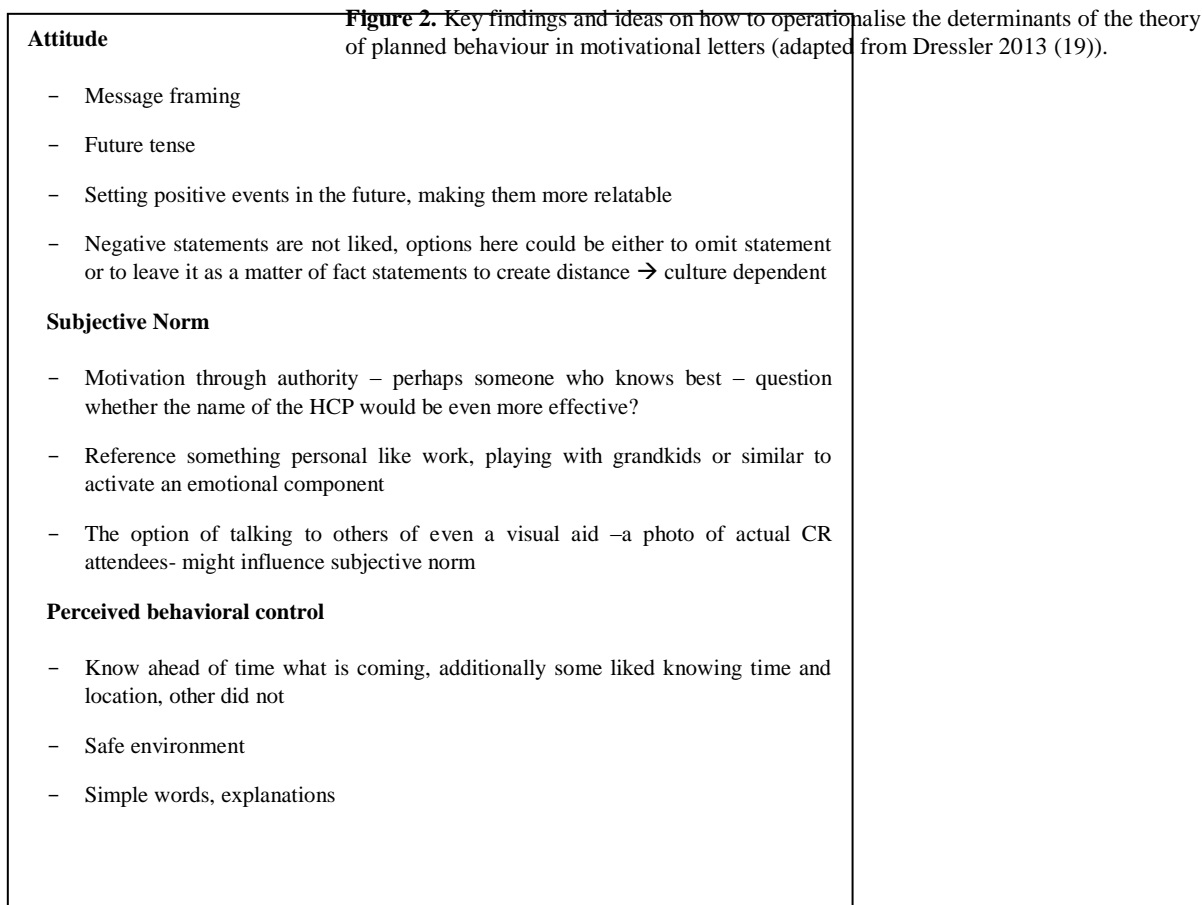 Figure 2. Key findings and ideas on how to operationalise the determinants of the theory
of planned behaviour in motivational letters (adapted from Dressler 2013 (19)).
Attitude
- Message framing
- Future tense
- Setting positive events in the future, making them more relatable
- Negative statements are not liked, options here could be either to omit statement
or to leave it as a matter of fact statements to create distance → culture dependent
Subjective Norm
- Motivation through authority – perhaps someone who knows best – question
whether the name of the HCP would be even more effective?
- Reference something personal like work, playing with grandkids or similar to
activate an emotional component
- The option of talking to others of even a visual aid –a photo of actual CR
attendees- might influence subjective norm
Perceived behavioral control
- Know ahead of time what is coming, additionally some liked knowing time and
location, other did not
- Safe environment
- Simple words, explanations